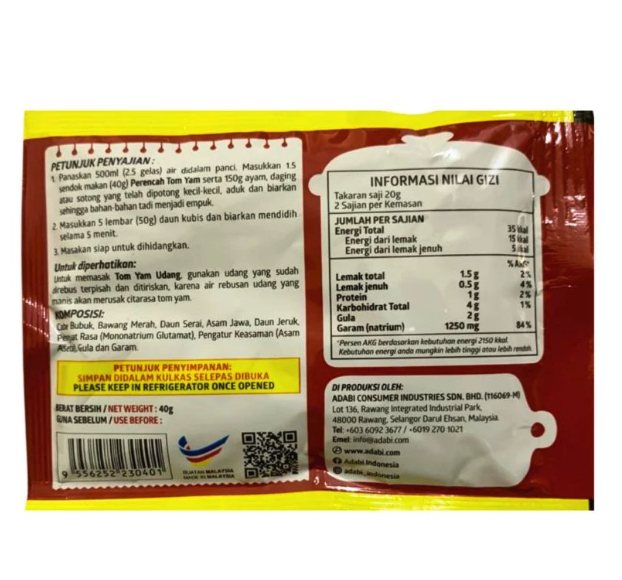 PETUNJUK PENYAJIAN :
1. Panaskan 500ml (2.5 gelas) air didalam panci. Masukkan 1.5
sendok makan (40g) Perencah Tom Yam serta 150g ayam, daging
atau sotong yang telah dipotong kecil-kecil, aduk dan biarkan
sehingga bahan-bahan tadi menjadi empuk.
2. Masukkan 5 lembar (50g) daun kubis dan biarkan mendidih
selama 5 menit.
3. Masakan siap untuk dihidangkan.
Untuk diperhatikan:
Untuk memasak Tom Yam Udang, gunakan udang yang sudah
direbus terpisah dan ditiriskan, karena air rebusan udang yang
manis akan merusak citarasa tom yam.
KOMPOSISI:
Cabe Bubuk, Bawang Merah, Daun Serai, Asam Jawa, Daun Jeruk,
Penguat Rasa (Mononatrium Glutamat), Pengatur Keasaman (Asam
Gula dan Garam.
PETUNJUK PENYIMPANAN:
SIMPAN DIDALAM KULKAS SELEPAS DIBUKA
PLEASE KEEP IN REFRIGERATOR ONCE OPENED
BERAT BERSIH / NET WEIGHT : 40g
GUNA SEBELUM / USE BEFORE :
9 556252 230401
BUATAN MALAYSIA
MADE IN MALAYSIA
INFORMASI NILAI GIZI
Takaran saji 20g
2 Sajian per Kemasan
JUMLAH PER SAJIAN
Energi Total 35 kkal
Energi dari lemak 15 kkal
Energi dari lemak jenuh 5 kkal
% AKG*
Lemak total 1.5 g 2%
Lemak jenuh 0.5 g 4%
Protein 1 g 2%
Karbohidrat Total 4 g 1%
Gula 2 g
Garam (natrium) 1250 mg 84%
*Persen AKG berdasarkan kebutuhan energi 2150 kkal.
Kebutuhan energi anda mungkin lebih tinggi atau lebih rendah.
DI PRODUKSI OLEH:
ADABI CONSUMER INDUSTRIES SDN. BHD. (116069-M)
Lot 136, Rawang Integrated Industrial Park,
48000 Rawang, Selangor Darul Ehsan, Malaysia.
Tel: +603 6092 3677 / +6019 270 1021
Emel: info@adabi.com
www.adabi.com
Adabi Indonesia
adabi_indonesia